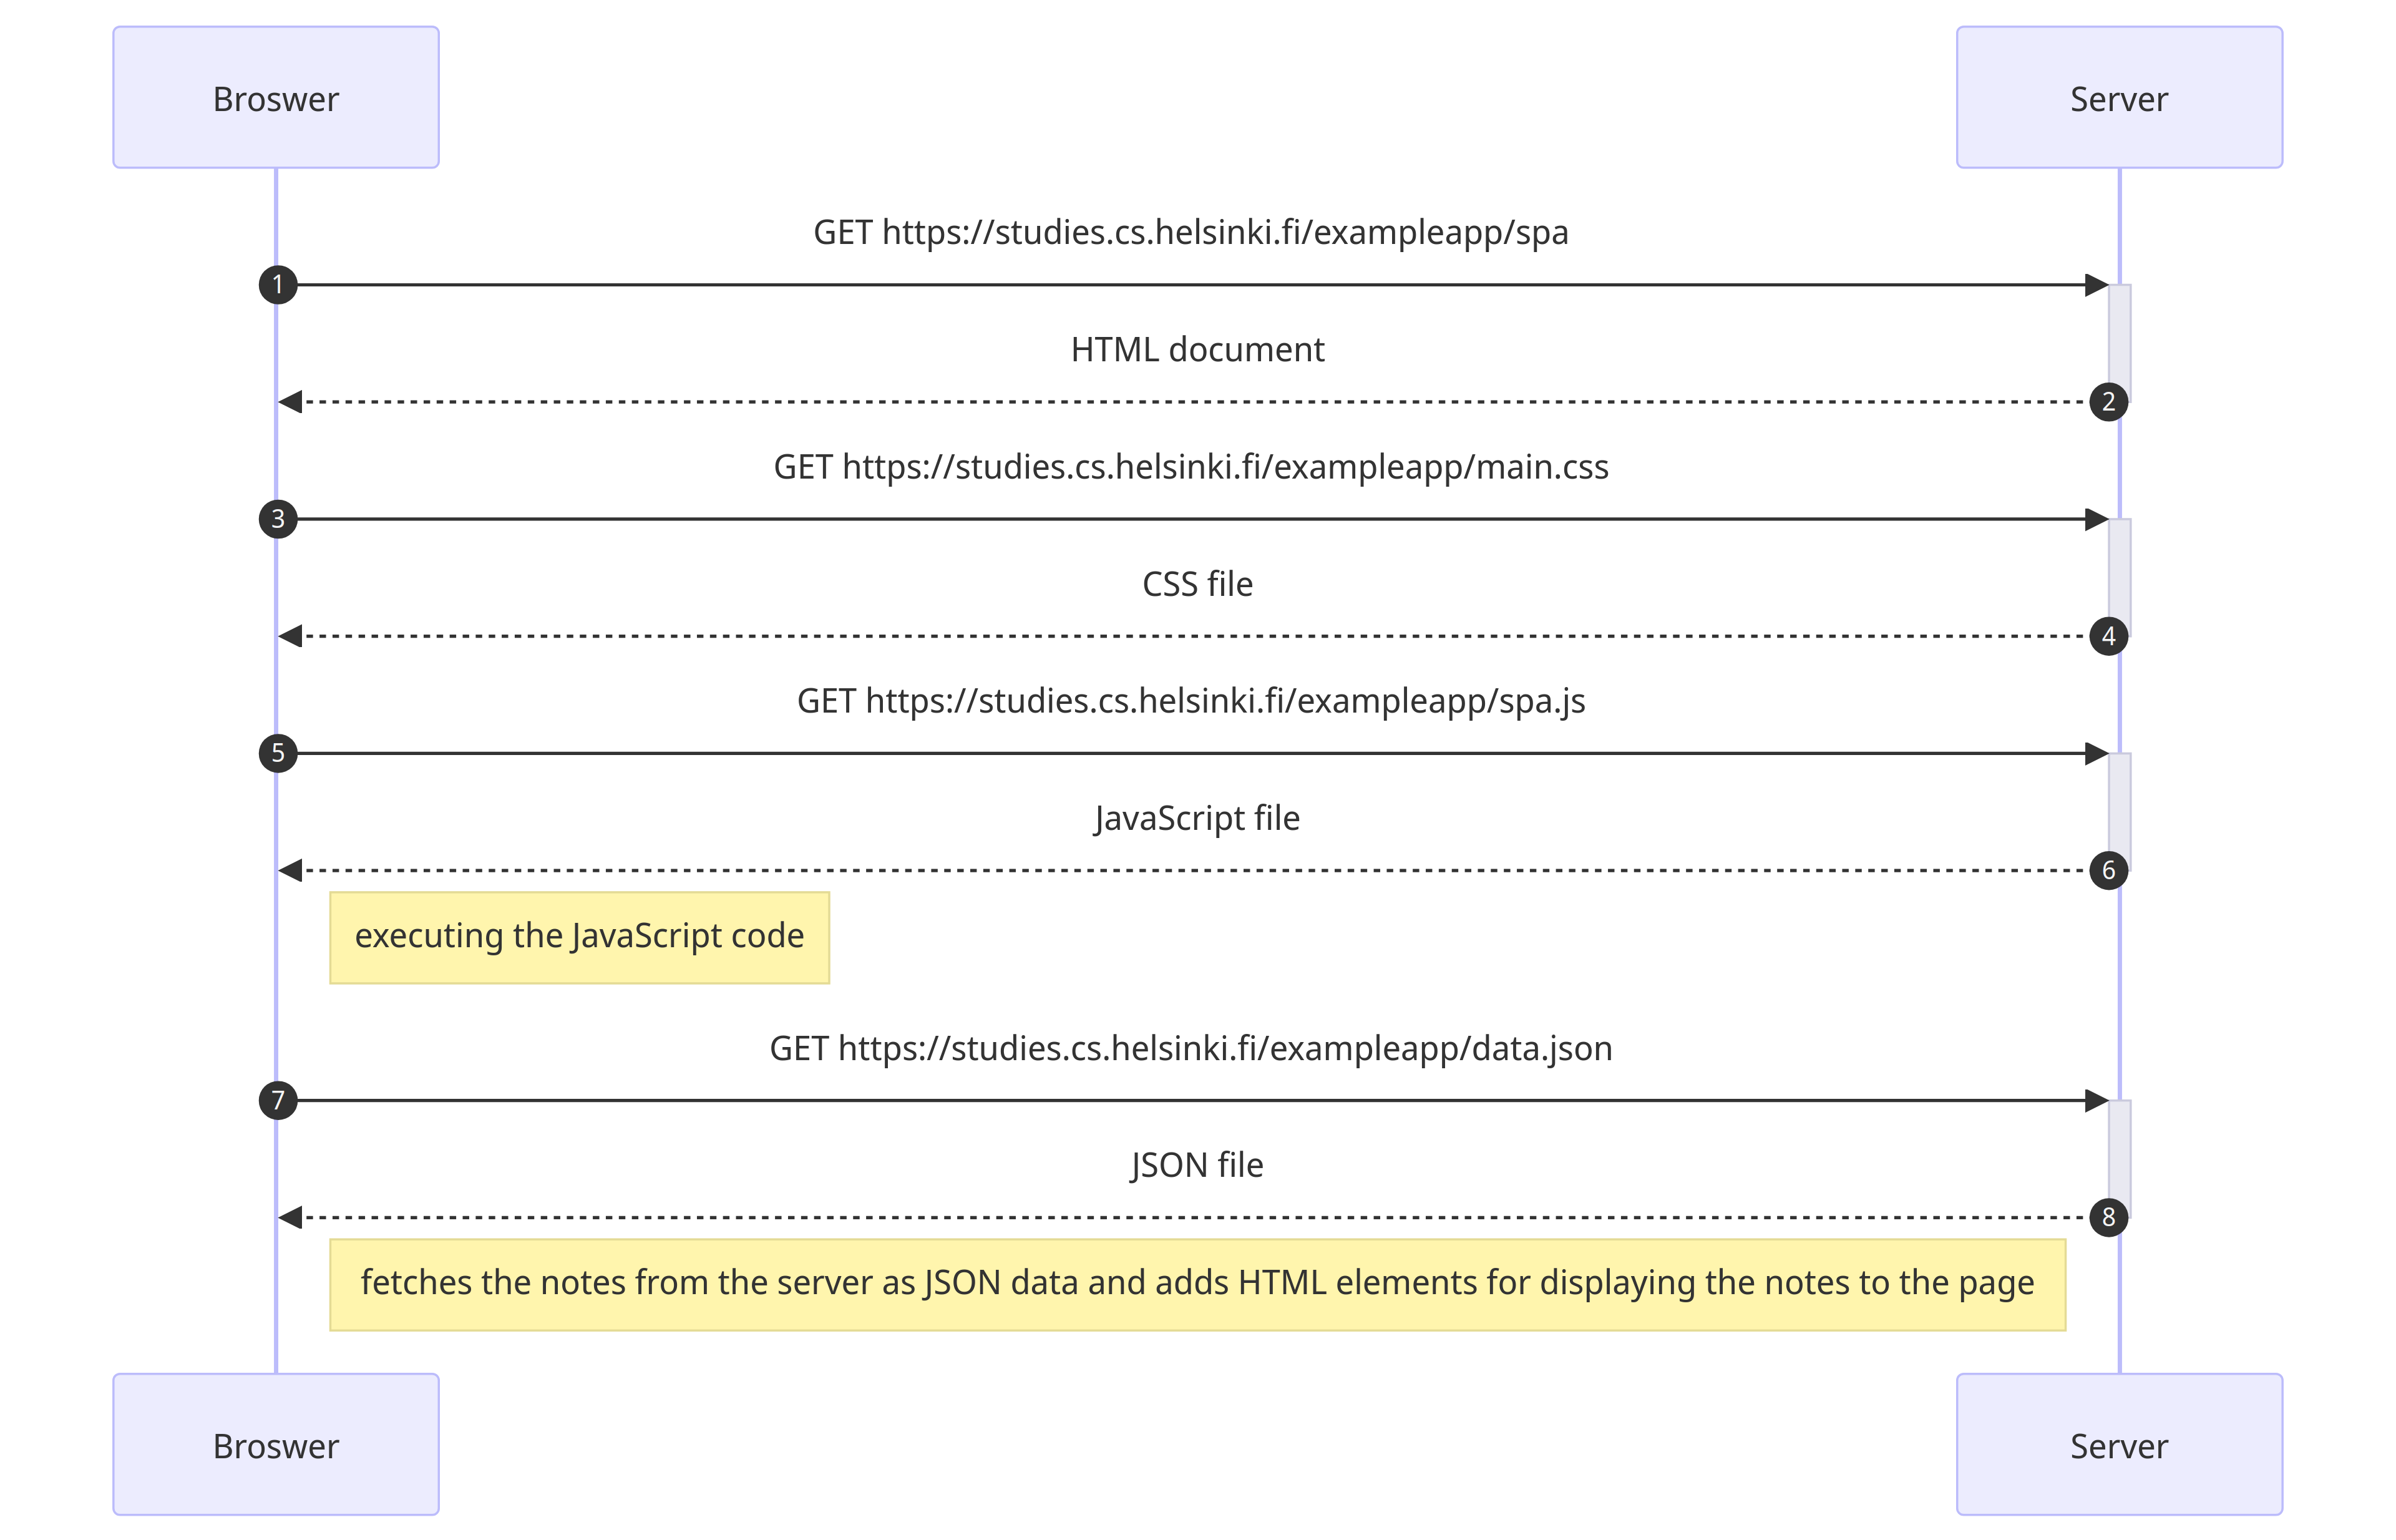 Broswer
Server
GET https://studies.cs.helsinki.fi/exampleapp/spa
1
HTML document
2
GET https://studies.cs.helsinki.fi/exampleapp/main.css
3
CSS file
4
GET https://studies.cs.helsinki.fi/exampleapp/spa.js
5
JavaScript file
6
executing the JavaScript code
GET https://studies.cs.helsinki.fi/exampleapp/data.json
7
JSON file
8
fetches the notes from the server as JSON data and adds HTML elements for displaying the notes to the page
Broswer
Server